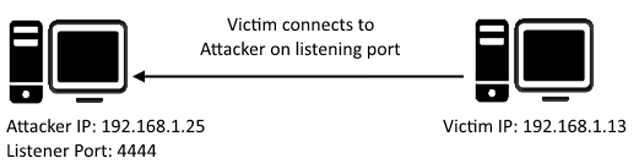 Victim connects to
Attacker on listening port
Attacker IP: 192.168.1.25
Listener Port: 4444
Victim IP: 192.168.1.13